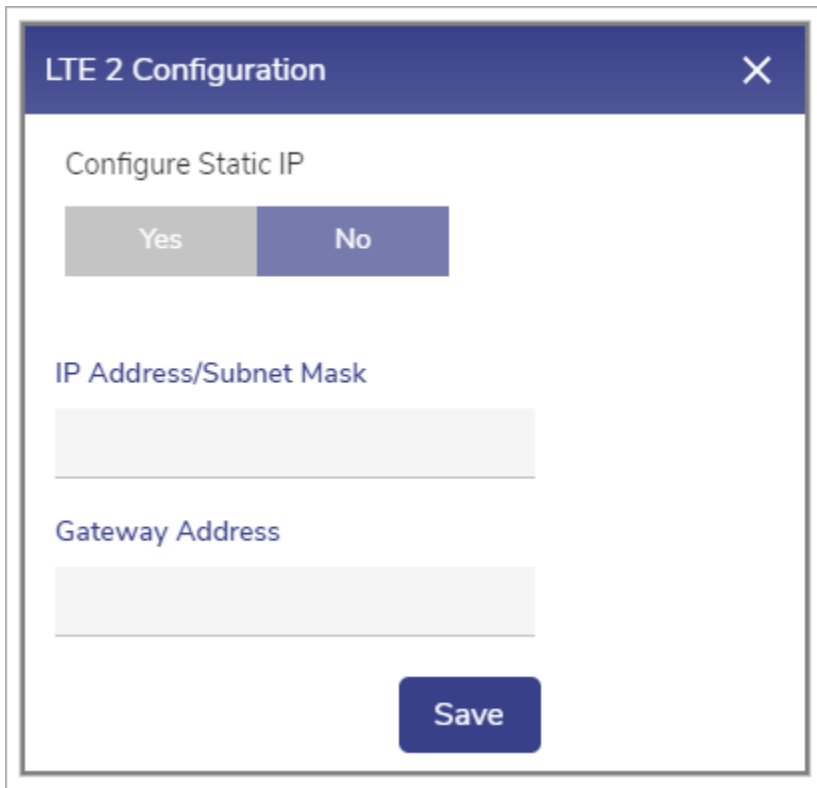 LTE 2 Configuration
Configure Static IP
Yes No
IP Address/Subnet Mask
Gateway Address
Save